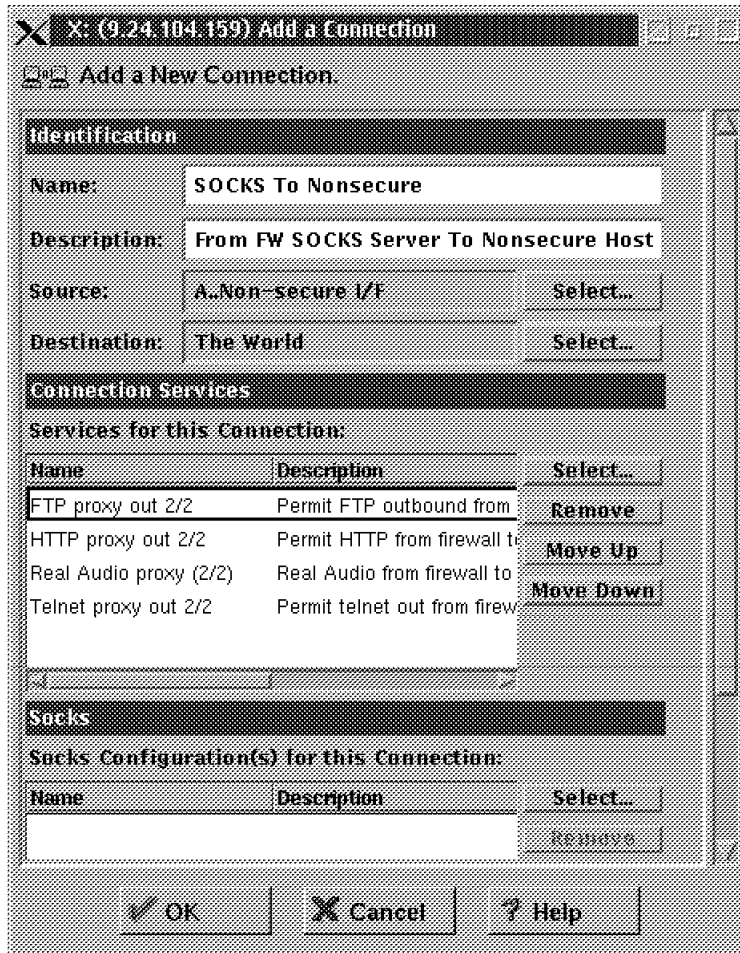 X: (9.24.104.159) Add a Connection
Add a New Connection.
Identification
Name: SOCKS To Nonsecure
Description: From FW SOCKS Server To Nonsecure Host
Source: A..Non-secure I/F Select...
Destination: The World Select...
Connection Services
Services for this Connection:
Name Description Select...
FTP proxy out 2/2 Permit FTP outbound from Remove
HTTP proxy out 2/2 Permit HTTP from firewall to Move Up
Real Audio proxy (2/2) Real Audio from firewall to Move Down
Telnet proxy out 2/2 Permit telnet out from firew
Socks
Socks Configuration(s) for this Connection:
Name Description Select...
Remove
OK Cancel Help